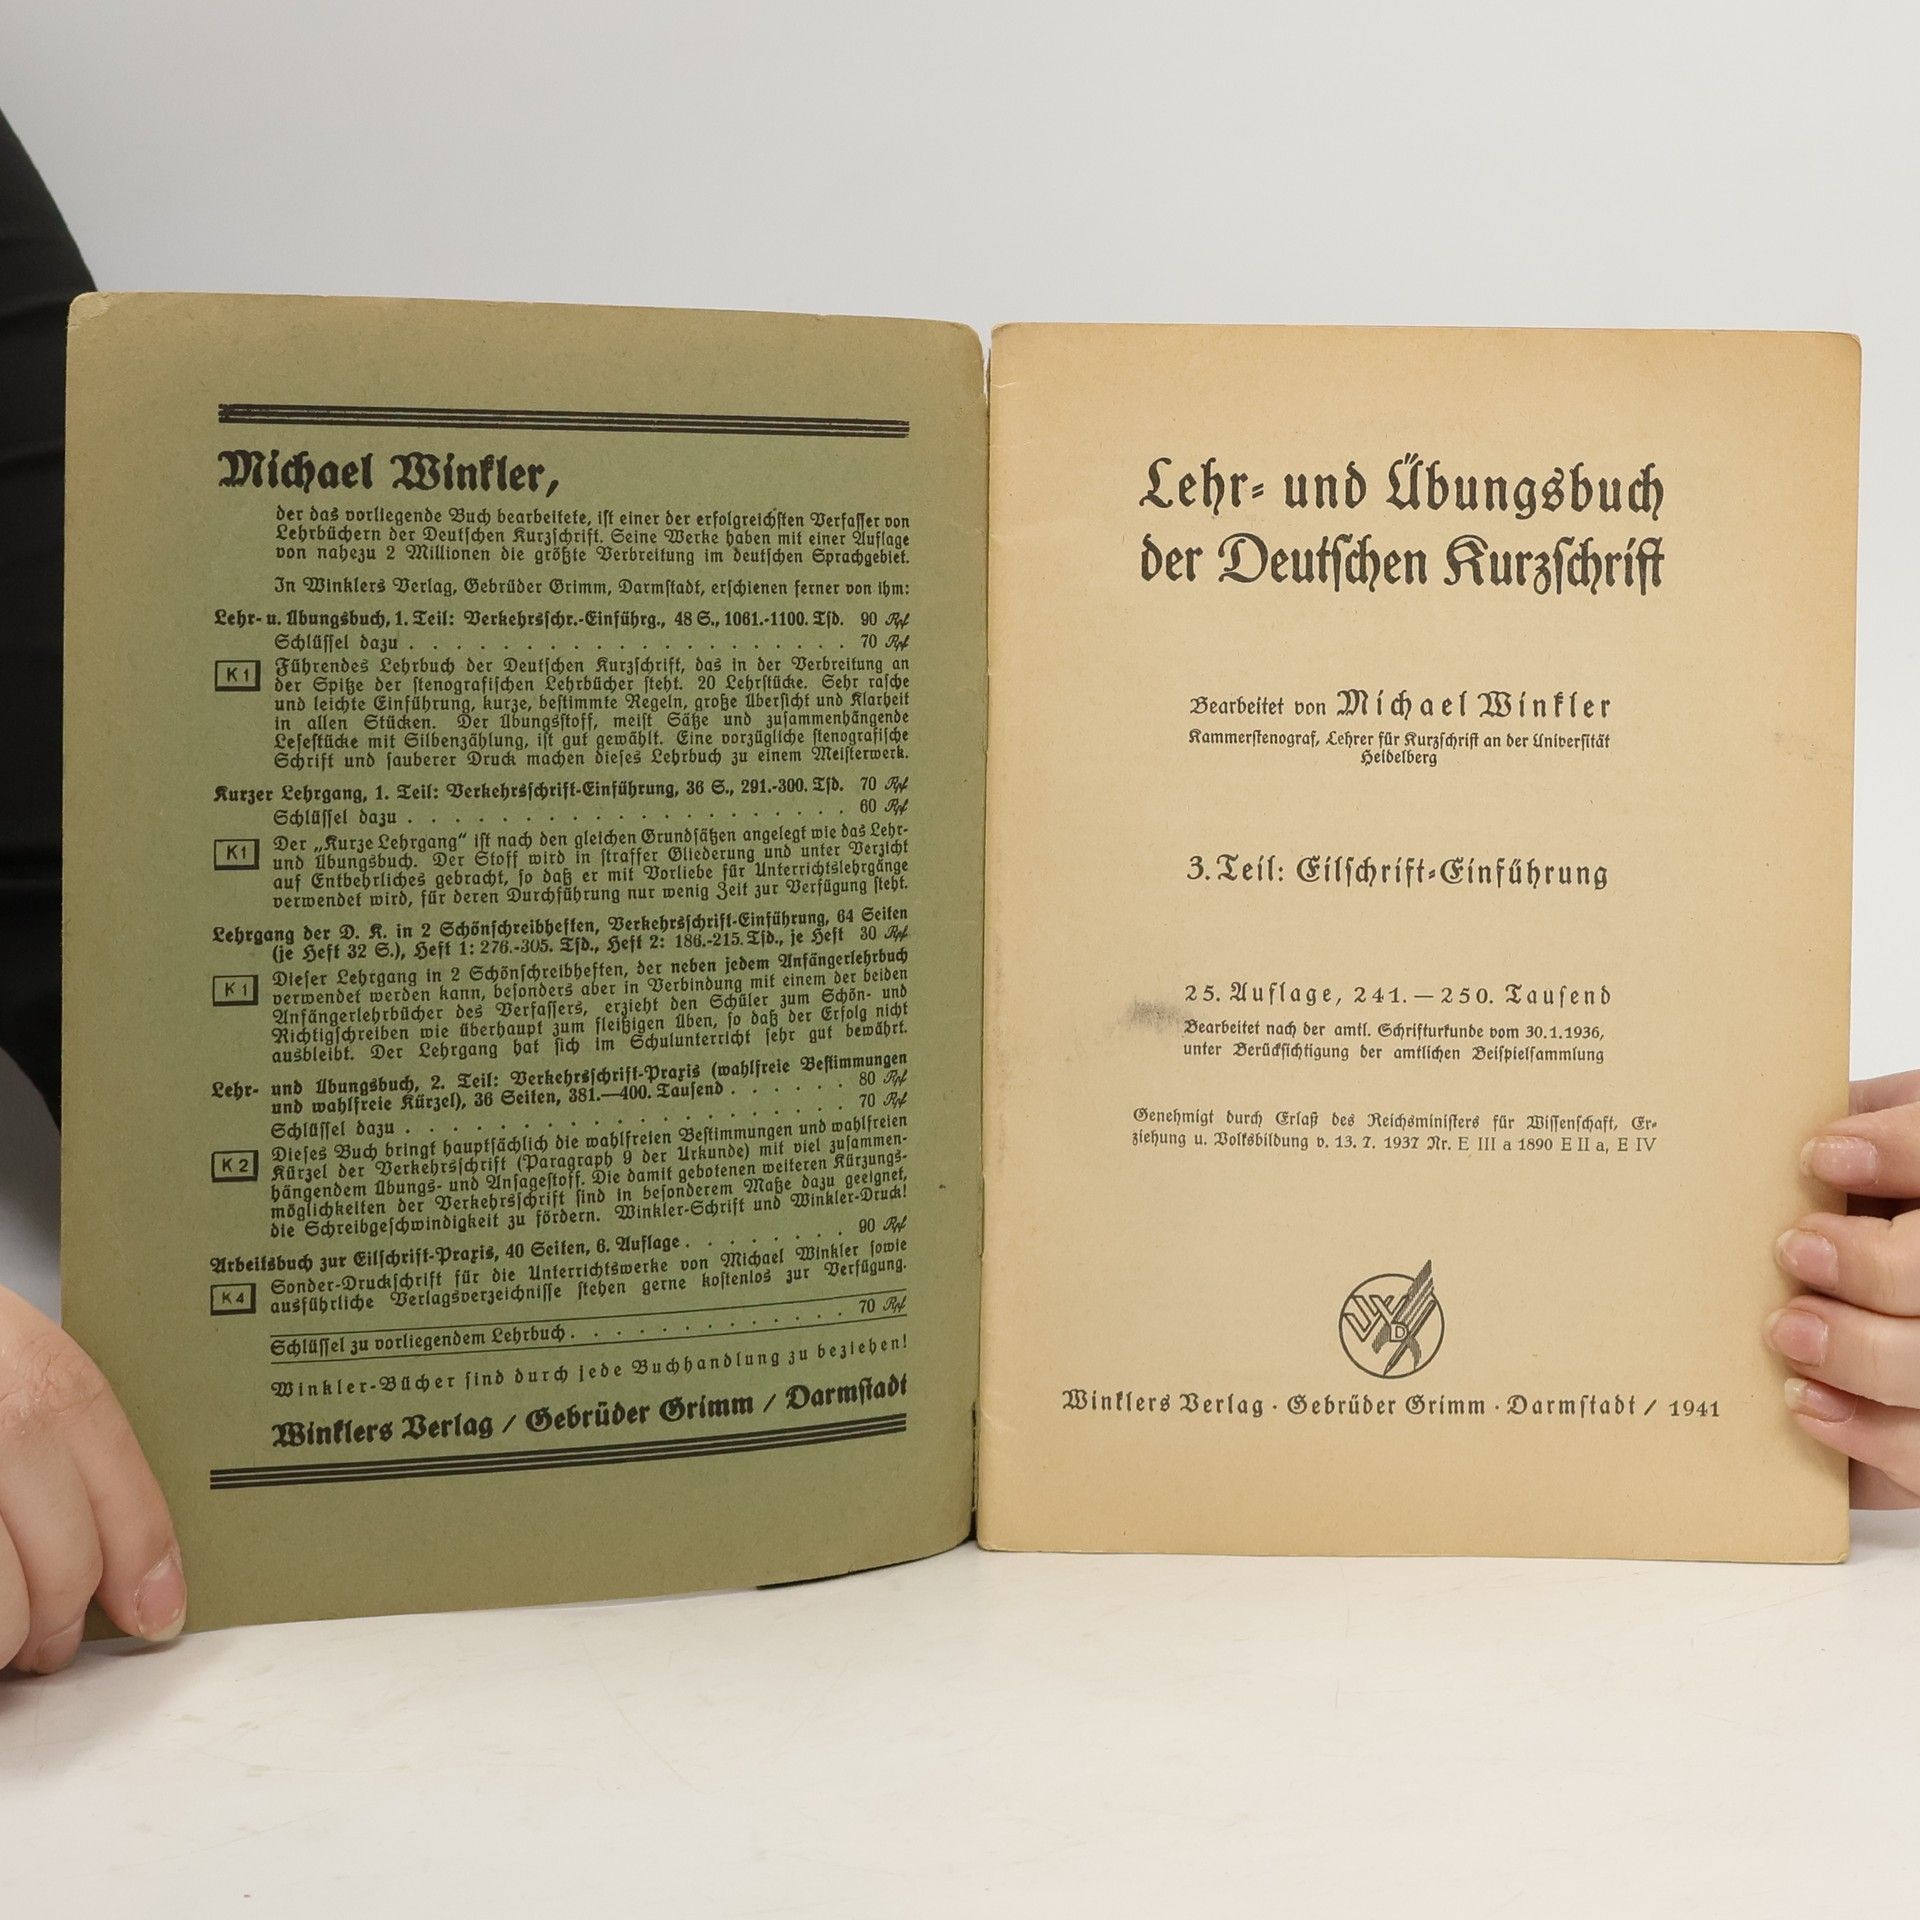 Michael Winkler,
der das vorliegende Buch bearbeitete, ist einer der erfolgreichsten Verfasser von
Lehrbüchern der Deutschen Kurzschrift. Seine Werke haben mit einer Auflage
von nahezu 2 Millionen die größte Verbreitung im deutschen Sprachgebiet.
In Winklers Verlag, Gebrüder Grimm, Darmstadt, erschienen ferner von ihm:
Lehr- u. Übungsbuch, 1. Teil: Verkehrsschr.-Einführg., 48 S., 1061.-1100. Tsd. 90 Rpf
Schlüssel dazu . . . . . . . . . . . . . . . . . . 70 Rpf
K 1
Führendes Lehrbuch der Deutschen Kurzschrift, das in der Verbreitung an
der Spitze der stenografischen Lehrbücher steht. 20 Lehrstücke. Sehr rasche
und leichte Einführung, kurze, bestimmte Regeln, große Übersicht und Klarheit
in allen Stücken. Der Übungsstoff, meist Sätze und zusammenhängende
Lesestücke mit Silbenzählung, ist gut gewählt. Eine vorzügliche stenografische
Schrift und sauberer Druck machen dieses Lehrbuch zu einem Meisterwerk.
Kurzer Lehrgang, 1. Teil: Verkehrsschrift-Einführung, 36 S., 291.-300. Tsd. 70 Rpf
Schlüssel dazu . . . . . . . . . . . . . . . . . . 60 Rpf
K 1
Der „Kurze Lehrgang“ ist nach den gleichen Grundsätzen angelegt wie das Lehr-
und Übungsbuch. Der Stoff wird in straffer Gliederung und unter Verzicht
auf Entbehrliches gebracht, so daß er mit Vorliebe für Unterrichtslehrgänge
verwendet wird, für deren Durchführung nur wenig Zeit zur Verfügung steht.
Lehrgang der D. K. in 2 Schönschreibheften, Verkehrsschrift-Einführung, 64 Seiten
(je Heft 32 S.), Heft 1: 276.-305. Tsd., Heft 2: 186.-215. Tsd., je Heft 30 Rpf
K 1
Dieser Lehrgang in 2 Schönschreibheften, der neben jedem Anfängerlehrbuch
verwendet werden kann, besonders aber in Verbindung mit einem der beiden
Anfängerlehrbücher des Verfassers, erzieht den Schüler zum Schön- und
Richtigschreiben wie überhaupt zum fleißigen Üben, so daß der Erfolg nicht
ausbleibt. Der Lehrgang hat sich im Schulunterricht sehr gut bewährt.
Lehr- und Übungsbuch, 2. Teil: Verkehrsschrift-Praxis (wahlfreie Bestimmungen
und wahlfreie Kürzel), 36 Seiten, 381.—400. Tausend . . . . . . 80 Rpf
Schlüssel dazu . . . . . . . . . . . . . . . . . . 70 Rpf
K 2
Dieses Buch bringt hauptsächlich die wahlfreien Bestimmungen und wahlfreien
Kürzel der Verkehrsschrift (Paragraph 9 der Urkunde) mit viel zusammen-
hängendem Übungs- und Ansagestoff. Die damit gebotenen weiteren Kürzungs-
möglichkeiten der Verkehrsschrift sind in besonderem Maße dazu geeignet,
die Schreibgeschwindigkeit zu fördern. Winkler-Schrift und Winkler-Druck!
Arbeitsbuch zur Eilschrift-Praxis, 40 Seiten, 6. Auflage . . . . . . . . 90 Rpf
K 4
Sonder-Druckschrift für die Unterrichtswerke von Michael Winkler sowie
ausführliche Verlagsverzeichnisse stehen gerne kostenlos zur Verfügung.
Schlüssel zu vorliegendem Lehrbuch . . . . . . . . . . . . 70 Rpf
Winkler-Bücher sind durch jede Buchhandlung zu beziehen!
Winklers Verlag / Gebrüder Grimm / Darmstadt
Lehr- und Übungsbuch
der Deutschen Kurzschrift
Bearbeitet von Michael Winkler
Kammerstenograf, Lehrer für Kurzschrift an der Universität
Heidelberg
3. Teil: Eilschrift-Einführung
25. Auflage, 241. — 250. Tausend
Bearbeitet nach der amtl. Schrifturkunde vom 30.1.1936,
unter Berücksichtigung der amtlichen Beispielsammlung
Genehmigt durch Erlaß des Reichsministers für Wissenschaft, Er-
ziehung u. Volksbildung v. 13. 7. 1937 Nr. E III a 1890 E II a, E IV
WD
Winklers Verlag · Gebrüder Grimm · Darmstadt / 1941